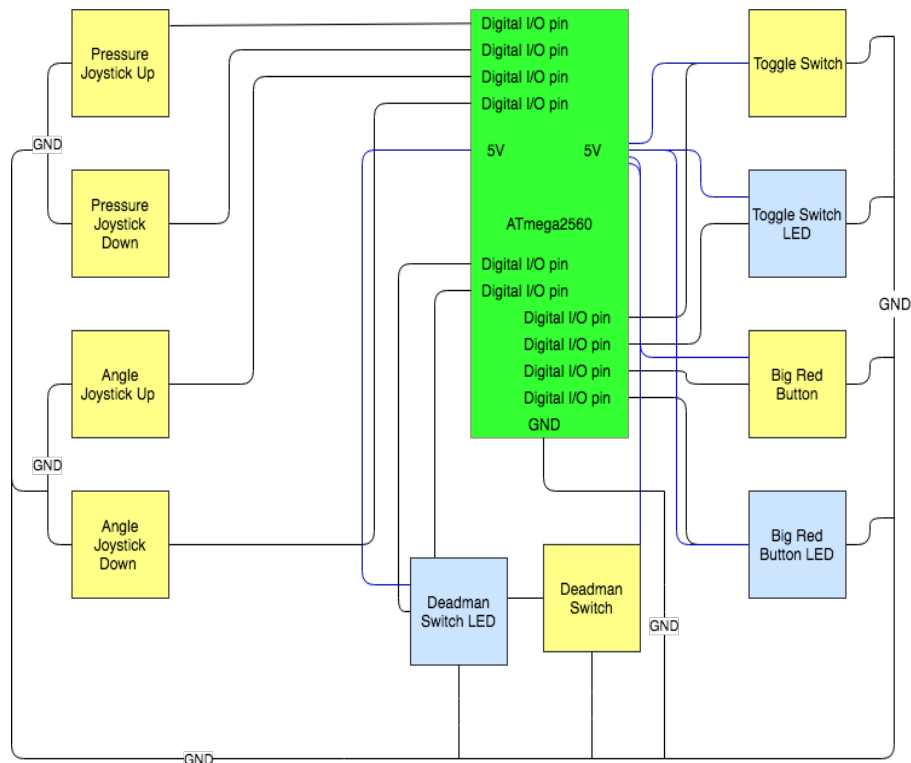 Pressure
Joystick Up
GND
Pressure
Joystick
Down
Angle
Joystick Up
GND
Angle
Joystick
Down
Digital I/O pin
Digital I/O pin
Digital I/O pin
Digital I/O pin
5V
5V
ATmega2560
Digital I/O pin
Digital I/O pin
Digital I/O pin
Digital I/O pin
Digital I/O pin
Digital I/O pin
GND
Toggle Switch
Toggle Switch
LED
GND
Big Red
Button
Big Red
Button LED
Deadman
Switch LED
Deadman
Switch
GND
GND